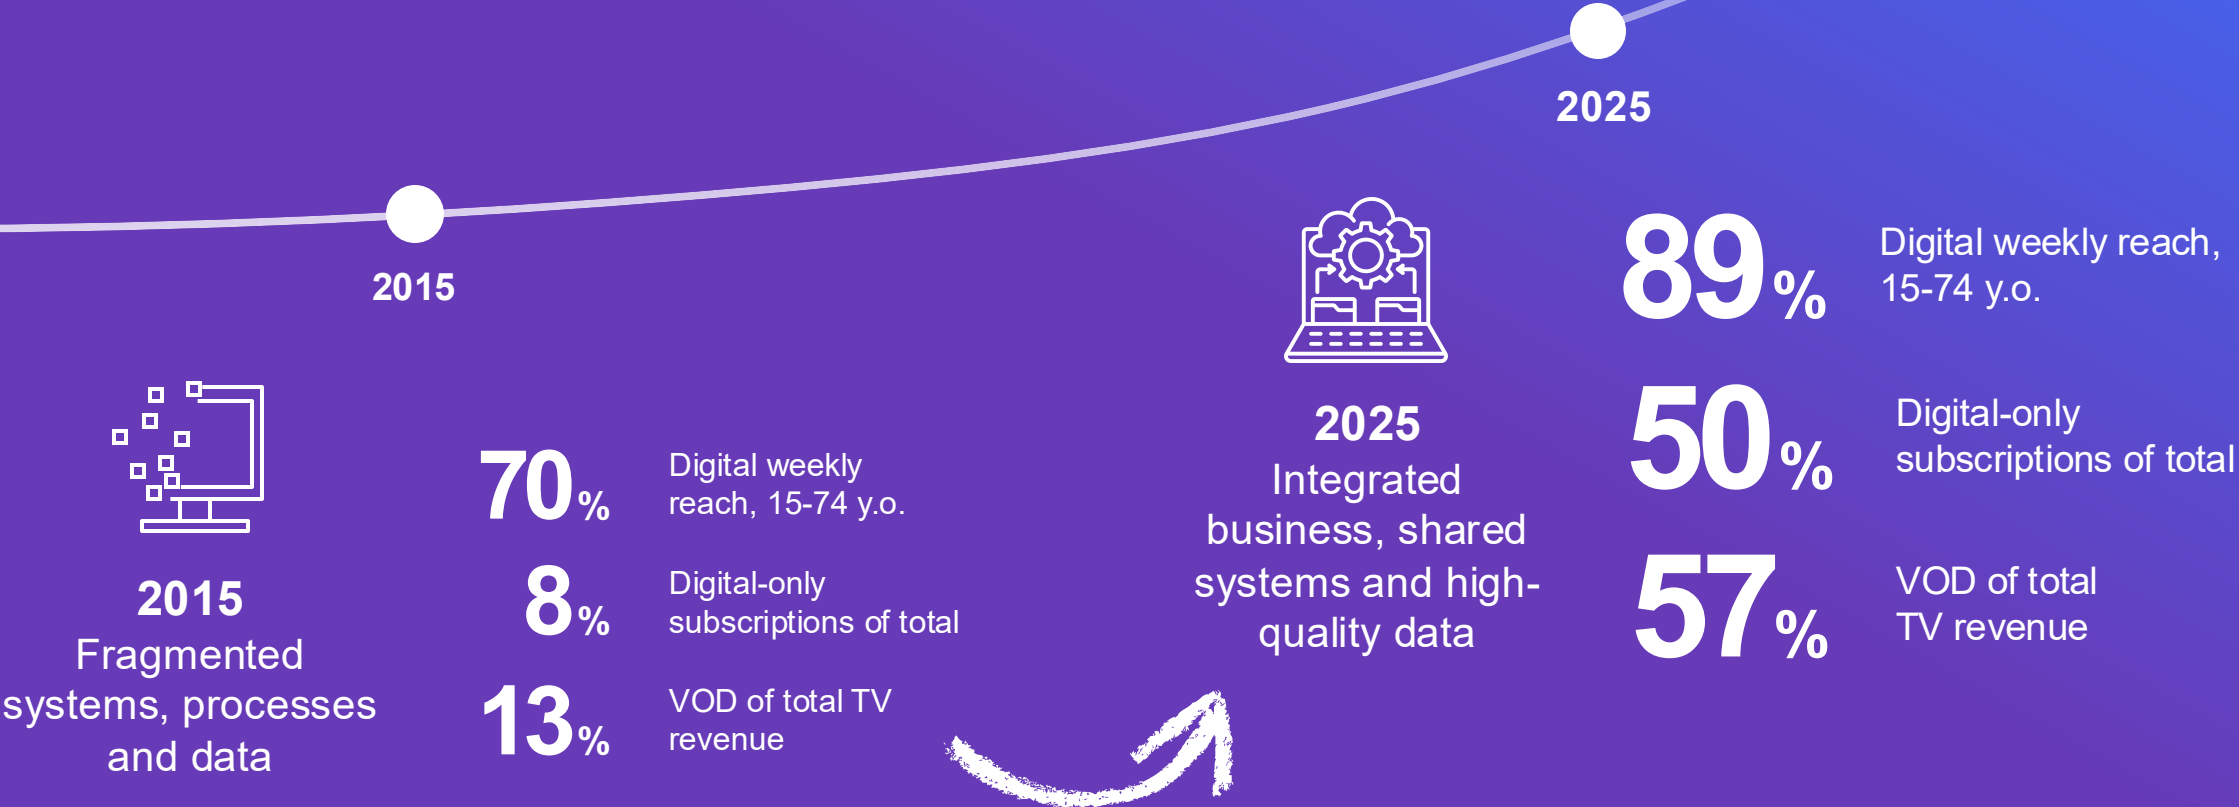 2015
2015
Fragmented
systems, processes
and data
70%
Digital weekly
reach, 15-74 y.o.
8%
Digital-only
subscriptions of total
13%
VOD of total TV
revenue
2025
2025
Integrated
business, shared
systems and high-
quality data
89%
Digital weekly reach,
15-74 y.o.
50%
Digital-only
subscriptions of total
57%
VOD of total
TV revenue